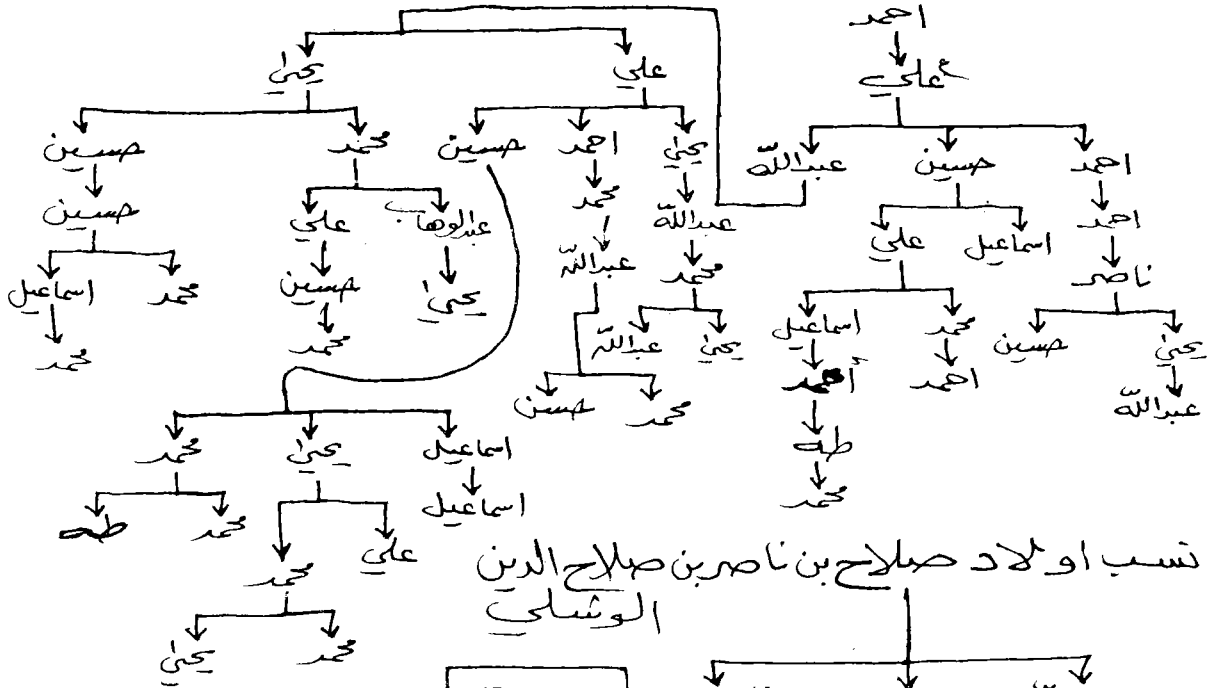 احمد
علي
عبدالله حسين احمد
علي يحيى
يحيى احمد حسين محمد حسين
احمد
ناصر
يحيى حسين
عبدالله
اسماعيل علي
محمد اسماعيل
احمد احمد
طه
محمد
عبدالله محمد
محمد عبدالله
يحيى عبدالله
محمد حسن
عبدالوهاب علي حسين
يحيى حسين محمد اسماعيل
محمد محمد
اسماعيل يحيى محمد
اسماعيل محمد طه
علي محمد
محمد يحيى
نسب اولاد صلاح بن ناصر بن صلاح الدين
الوشلي